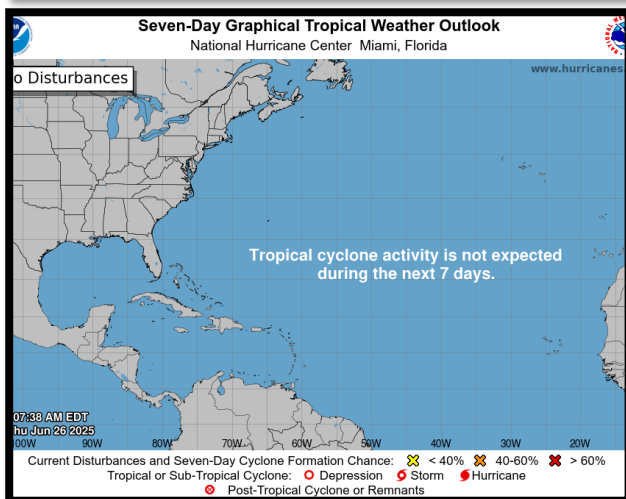 Seven-Day Graphical Tropical Weather Outlook
National Hurricane Center Miami, Florida
o Disturbances
www.hurricanes.
Tropical cyclone activity is not expected
during the next 7 days.
07:38 AM EDT
hu Jun 26 2025
100W 90W 80W 70W 60W 50W 40W 30W 20W
Current Disturbances and Seven-Day Cyclone Formation Chance: < 40% 40-60% > 60%
Tropical or Sub-Tropical Cyclone: Depression Storm Hurricane
Post-Tropical Cyclone or Remnants